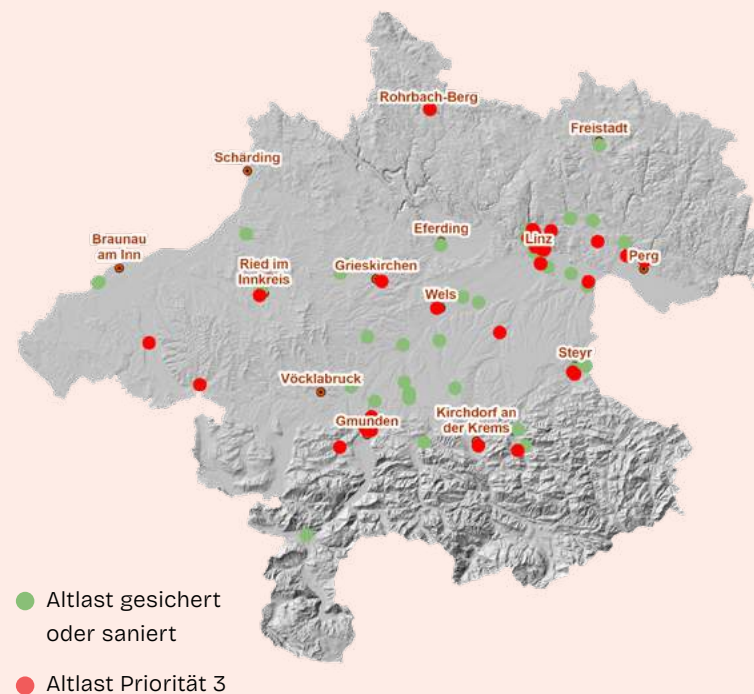 Rohrbach-Berg
Freistadt
Schärding
Eferding
Linz
Braunau
am Inn
Ried im
Innkreis
Grieskirchen
Perg
Wels
Steyr
Vöcklabruck
Gmunden
Kirchdorf an
der Krems
Altlast gesichert
oder saniert
Altlast Priorität 3